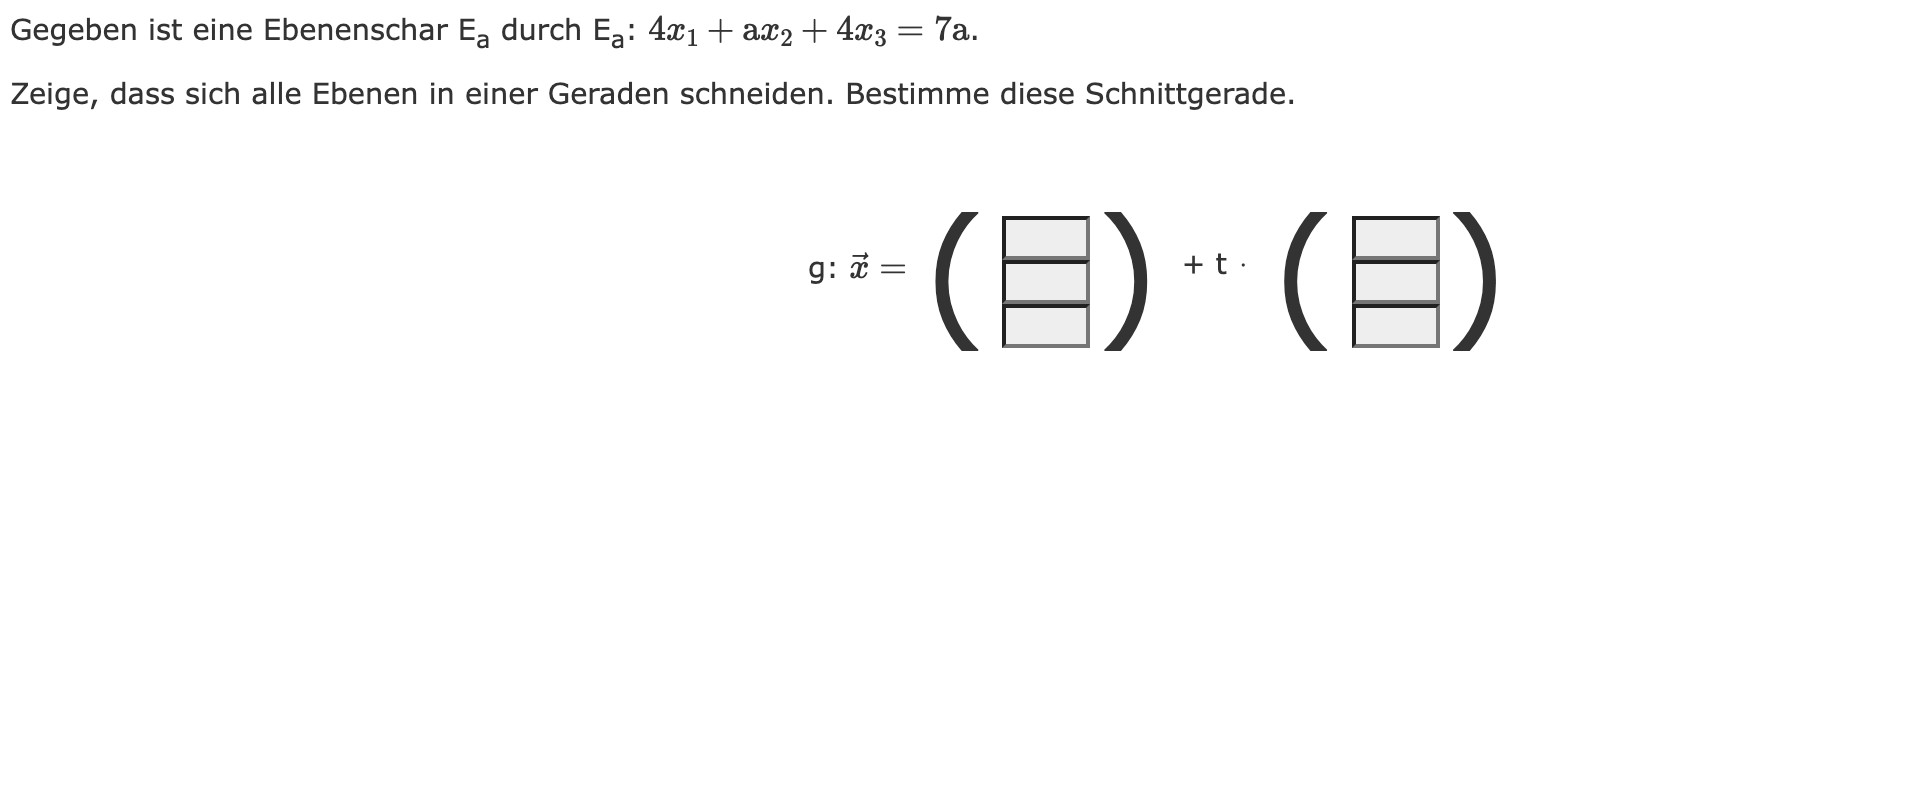 Gegeben ist eine Ebenenschar Eₐ durch Eₐ: 4x₁ + ax₂ + 4x₃ = 7a.
Zeige, dass sich alle Ebenen in einer Geraden schneiden. Bestimme diese Schnittgerade.
g: x⃗ = ( ) + t · ( )